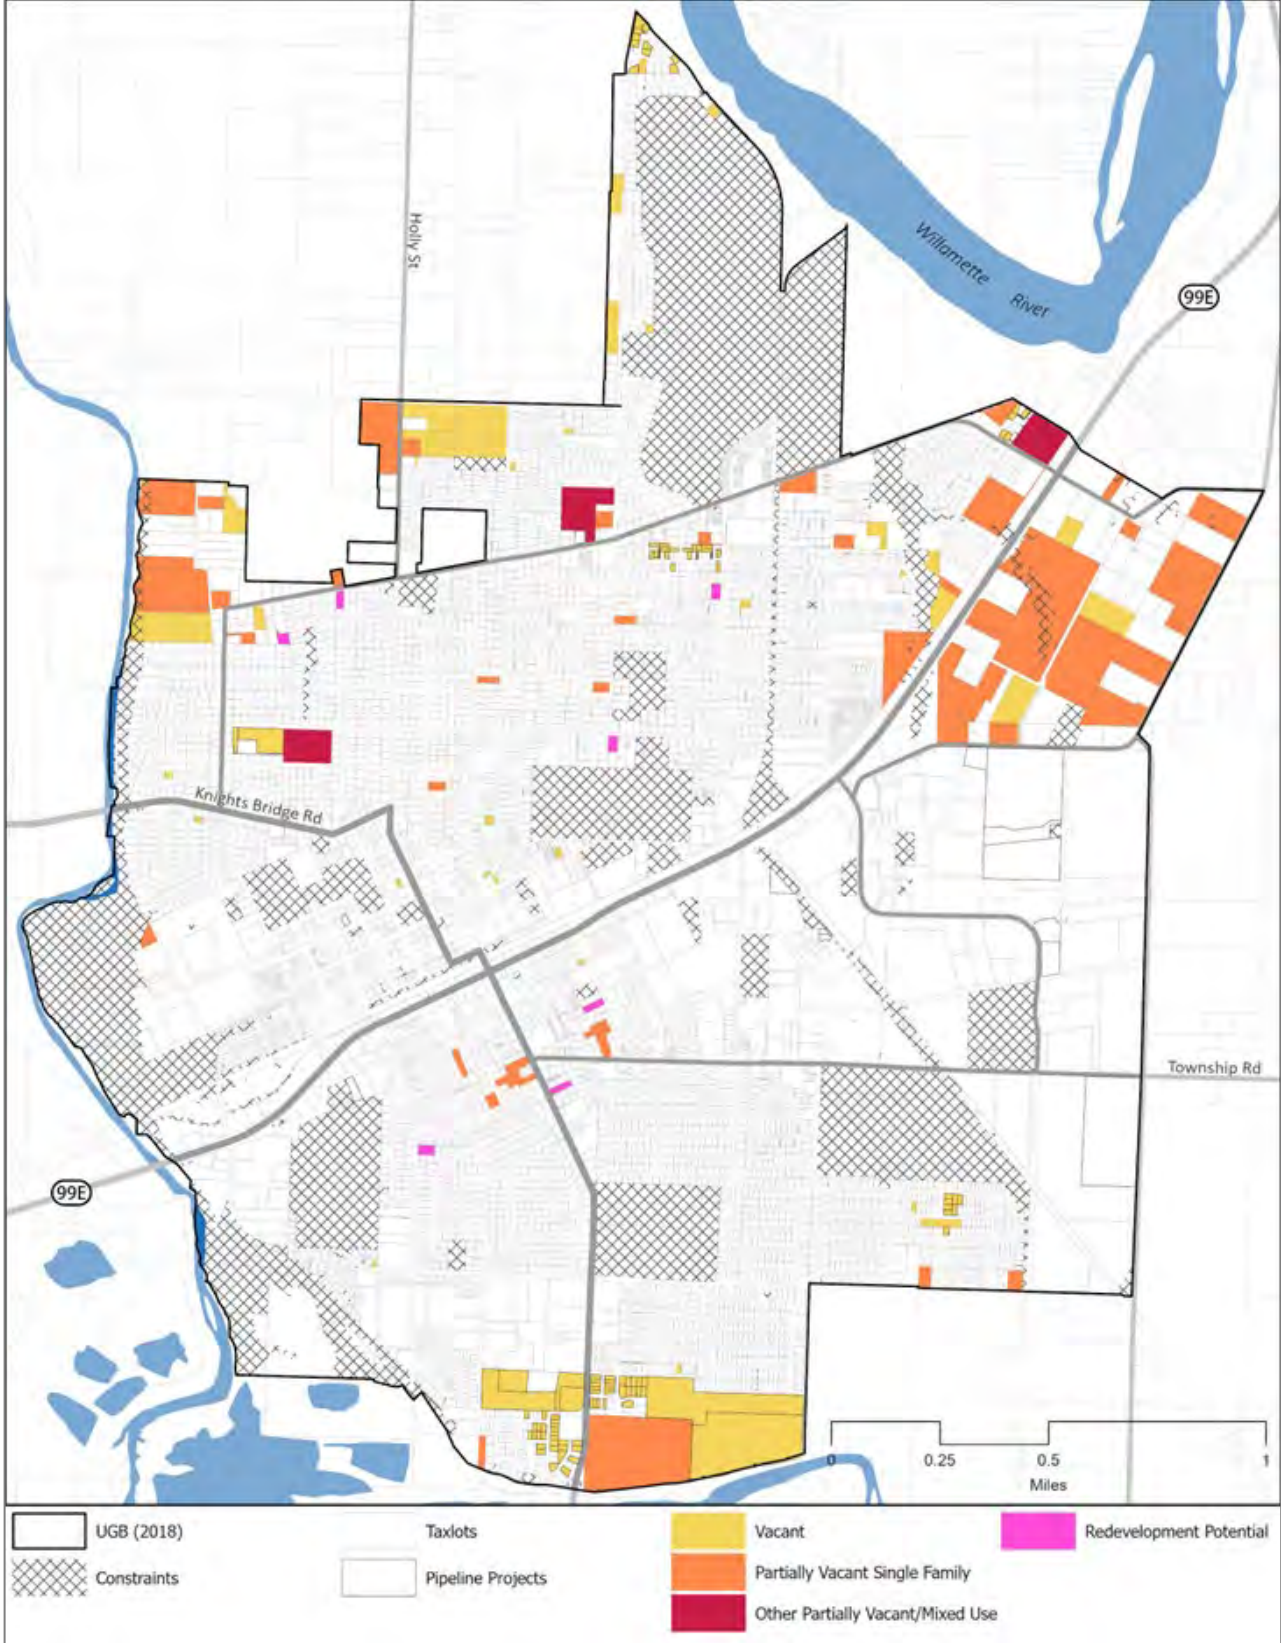 Holly St
Willamette River
99E
Knights Bridge Rd
Township Rd
99E
0 0.25 0.5 1
Miles
UGB (2018)
Taxlots
Vacant
Redevelopment Potential
Constraints
Pipeline Projects
Partially Vacant Single Family
Other Partially Vacant/Mixed Use